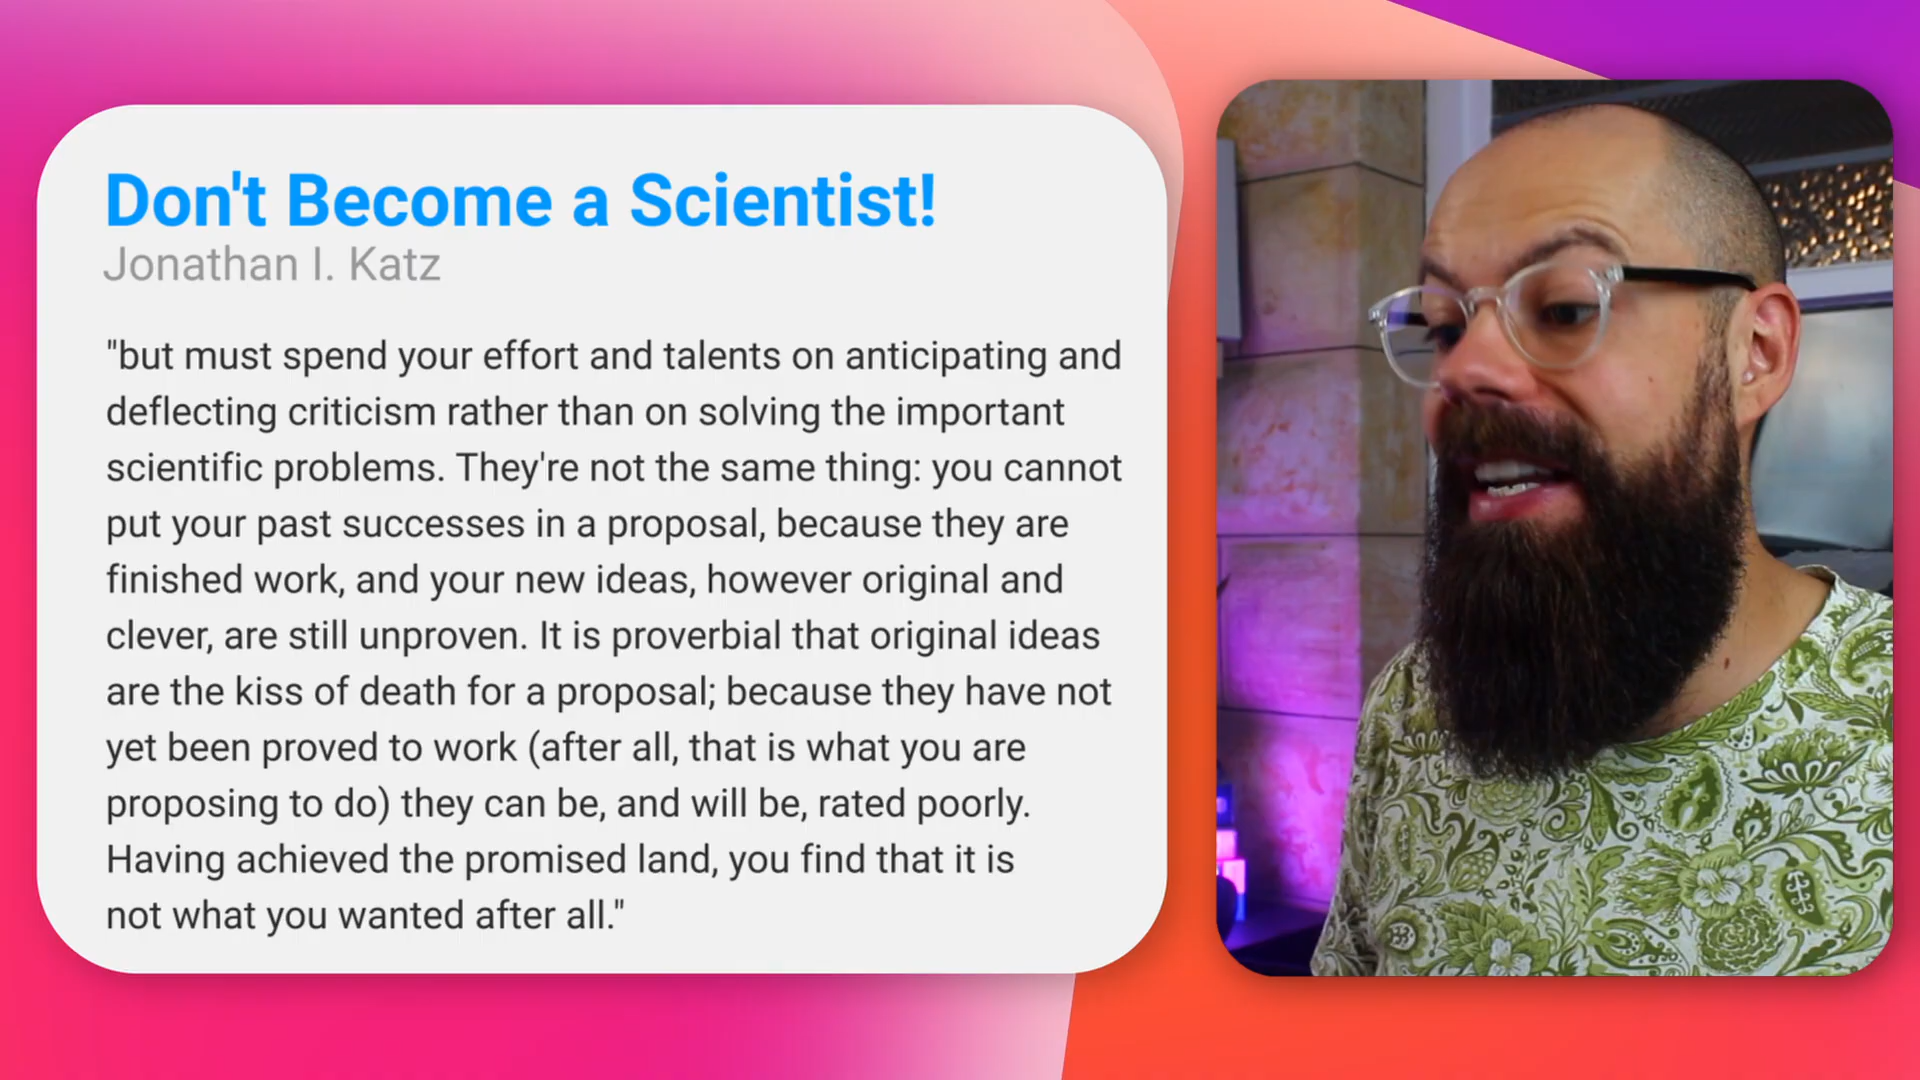 Don't Become a Scientist!
Jonathan I. Katz
"but must spend your effort and talents on anticipating and
deflecting criticism rather than on solving the important
scientific problems. They're not the same thing: you cannot
put your past successes in a proposal, because they are
finished work, and your new ideas, however original and
clever, are still unproven. It is proverbial that original ideas
are the kiss of death for a proposal; because they have not
yet been proved to work (after all, that is what you are
proposing to do) they can be, and will be, rated poorly.
Having achieved the promised land, you find that it is
not what you wanted after all."